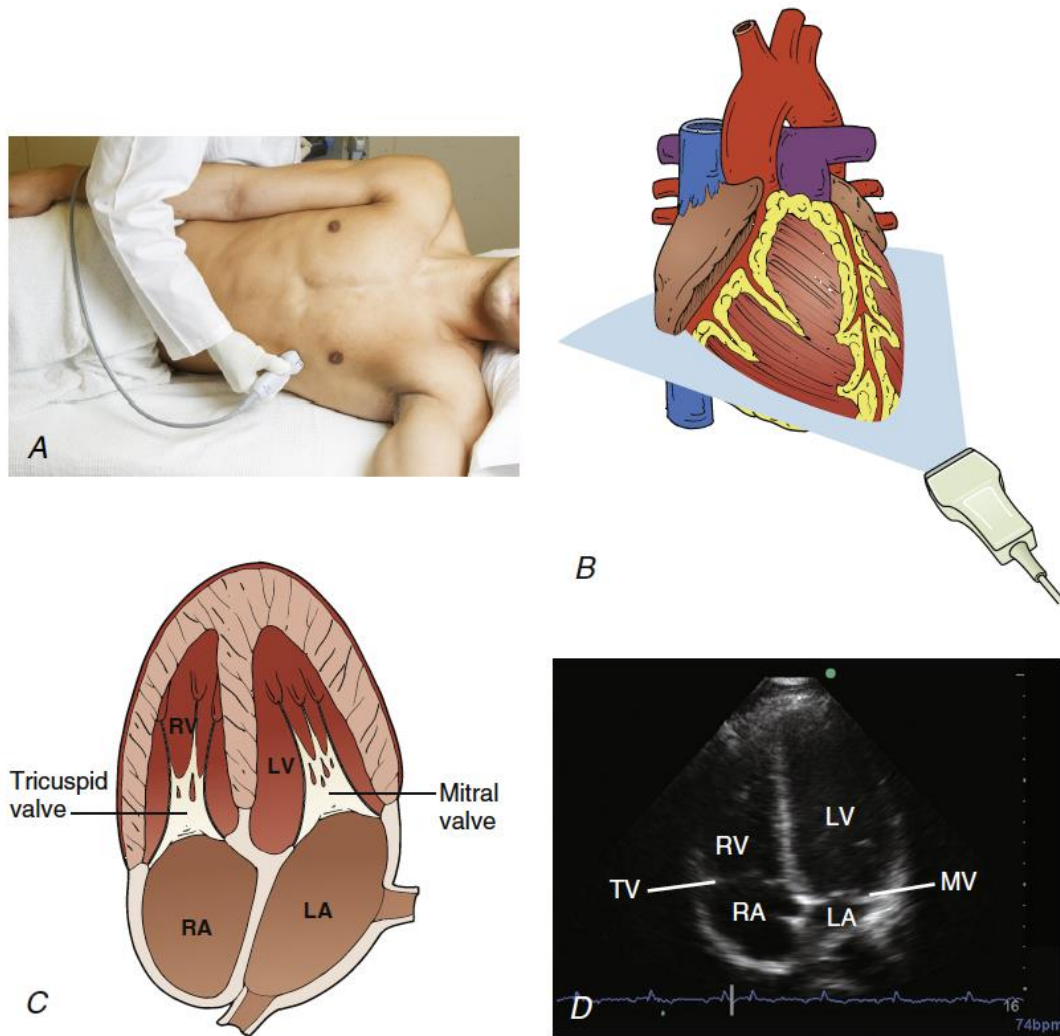 A
B
RV
LV
Tricuspid
valve
Mitral
valve
RA
LA
C
LV
RV
TV
MV
RA
LA
D
16
74bpm